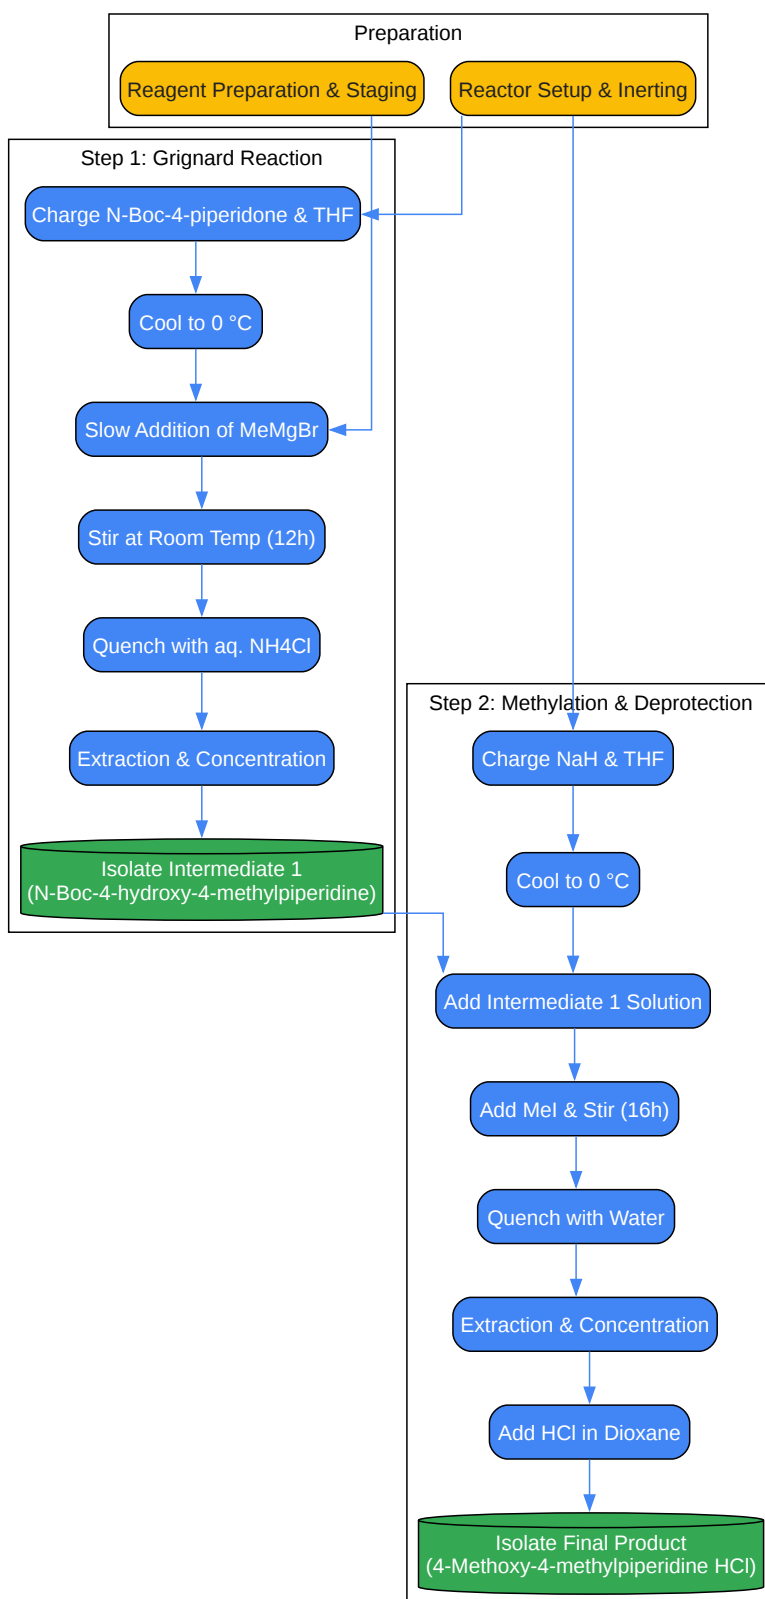 Preparation
Reagent Preparation & Staging
Reactor Setup & Inerting
Step 1: Grignard Reaction
Charge N-Boc-4-piperidone & THF
Cool to 0 °C
Slow Addition of MeMgBr
Stir at Room Temp (12h)
Quench with aq. NH4Cl
Extraction & Concentration
Isolate Intermediate 1
(N-Boc-4-hydroxy-4-methylpiperidine)
Step 2: Methylation & Deprotection
Charge NaH & THF
Cool to 0 °C
Add Intermediate 1 Solution
Add MeI & Stir (16h)
Quench with Water
Extraction & Concentration
Add HCl in Dioxane
Isolate Final Product
(4-Methoxy-4-methylpiperidine HCl)